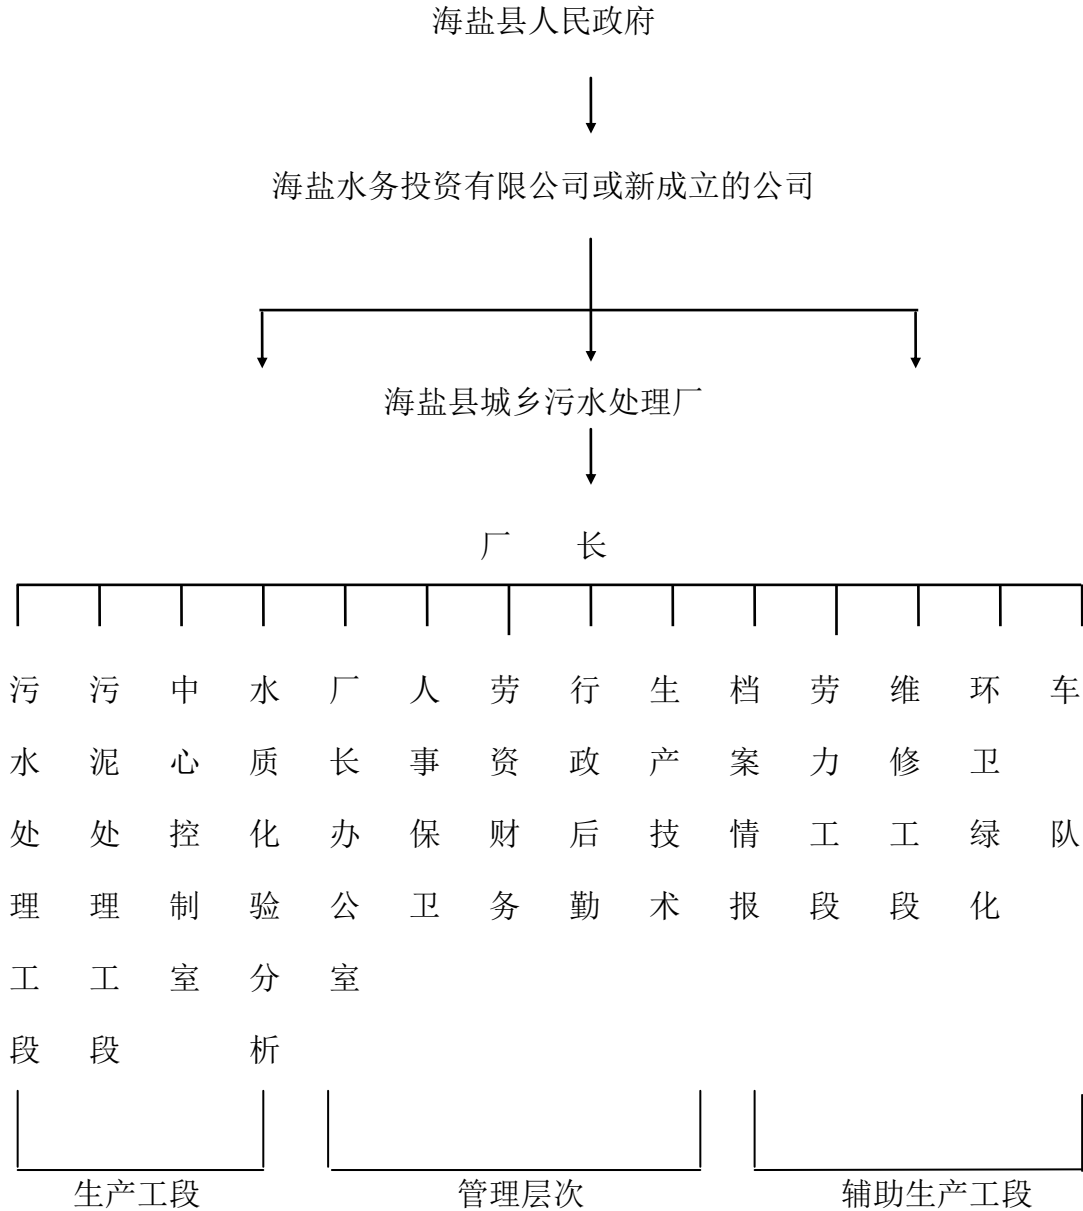 海盐县人民政府
海盐水务投资有限公司或新成立的公司
海盐县城乡污水处理厂
厂 长
污水处理工段
污泥处理工段
中心控制室
水质化验分析
厂长办公室
人事保卫
劳资财务
行政后勤
生产技术
档案情报
劳力工段
维修工段
环卫绿化
车队
生产工段
管理层次
辅助生产工段